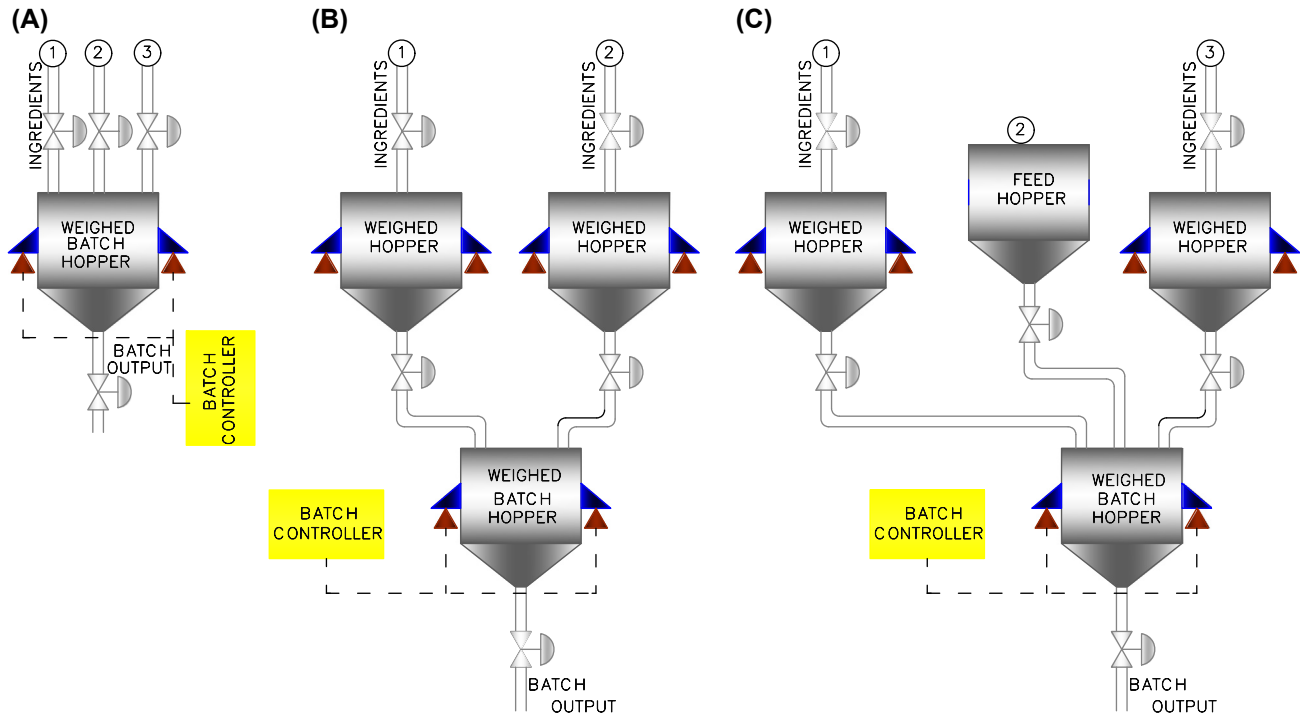 (A)
1
2
3
INGREDIENTS
WEIGHED
BATCH
HOPPER
BATCH
OUTPUT
BATCH
CONTROLLER
(B)
1
2
INGREDIENTS
INGREDIENTS
WEIGHED
HOPPER
WEIGHED
HOPPER
WEIGHED
BATCH
HOPPER
BATCH
CONTROLLER
BATCH
OUTPUT
(C)
1
3
INGREDIENTS
INGREDIENTS
2
FEED
HOPPER
WEIGHED
HOPPER
WEIGHED
HOPPER
WEIGHED
BATCH
HOPPER
BATCH
CONTROLLER
BATCH
OUTPUT